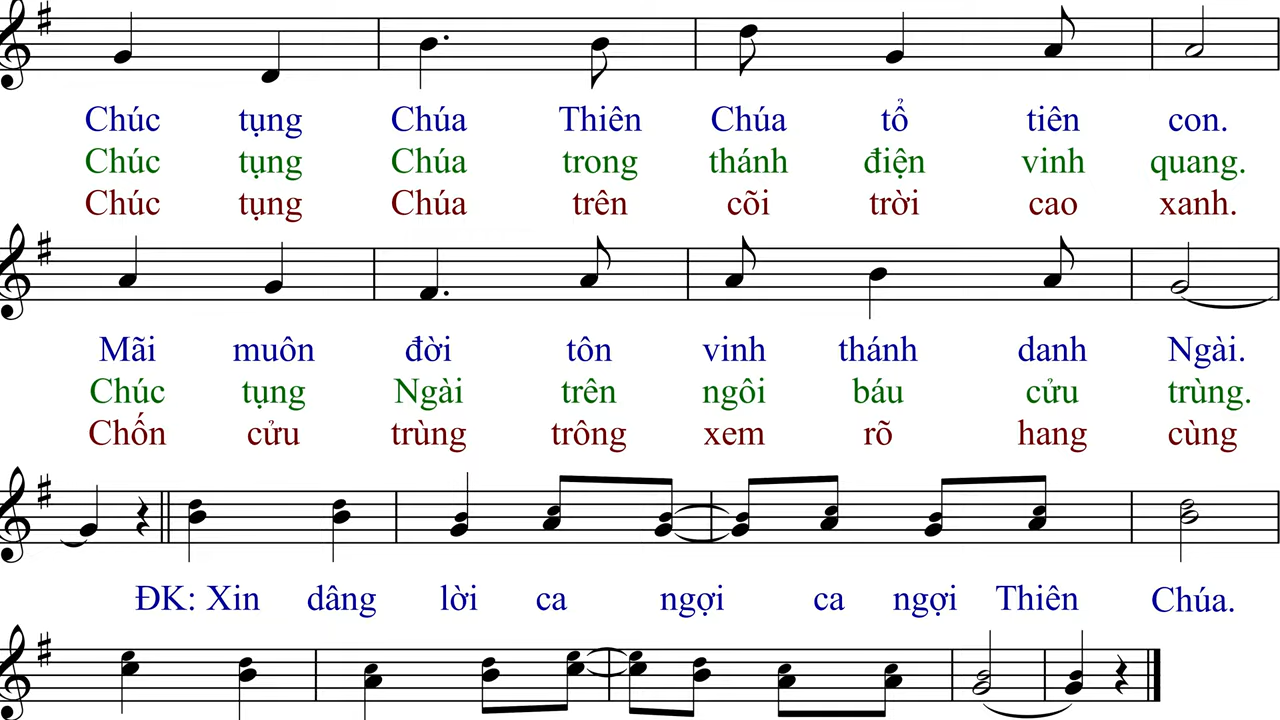 Chúc tụng Chúa Thiên Chúa tổ tiên con.
Chúc tụng Chúa trong thánh điện vinh quang.
Chúc tụng Chúa trên cõi trời cao xanh.
Mãi muôn đời tôn vinh thánh danh Ngài.
Chúc tụng Ngài trên ngôi báu cửu trùng.
Chốn cửu trùng trông xem rõ hang cùng
ĐK: Xin dâng lời ca ngợi ca ngợi Thiên Chúa.